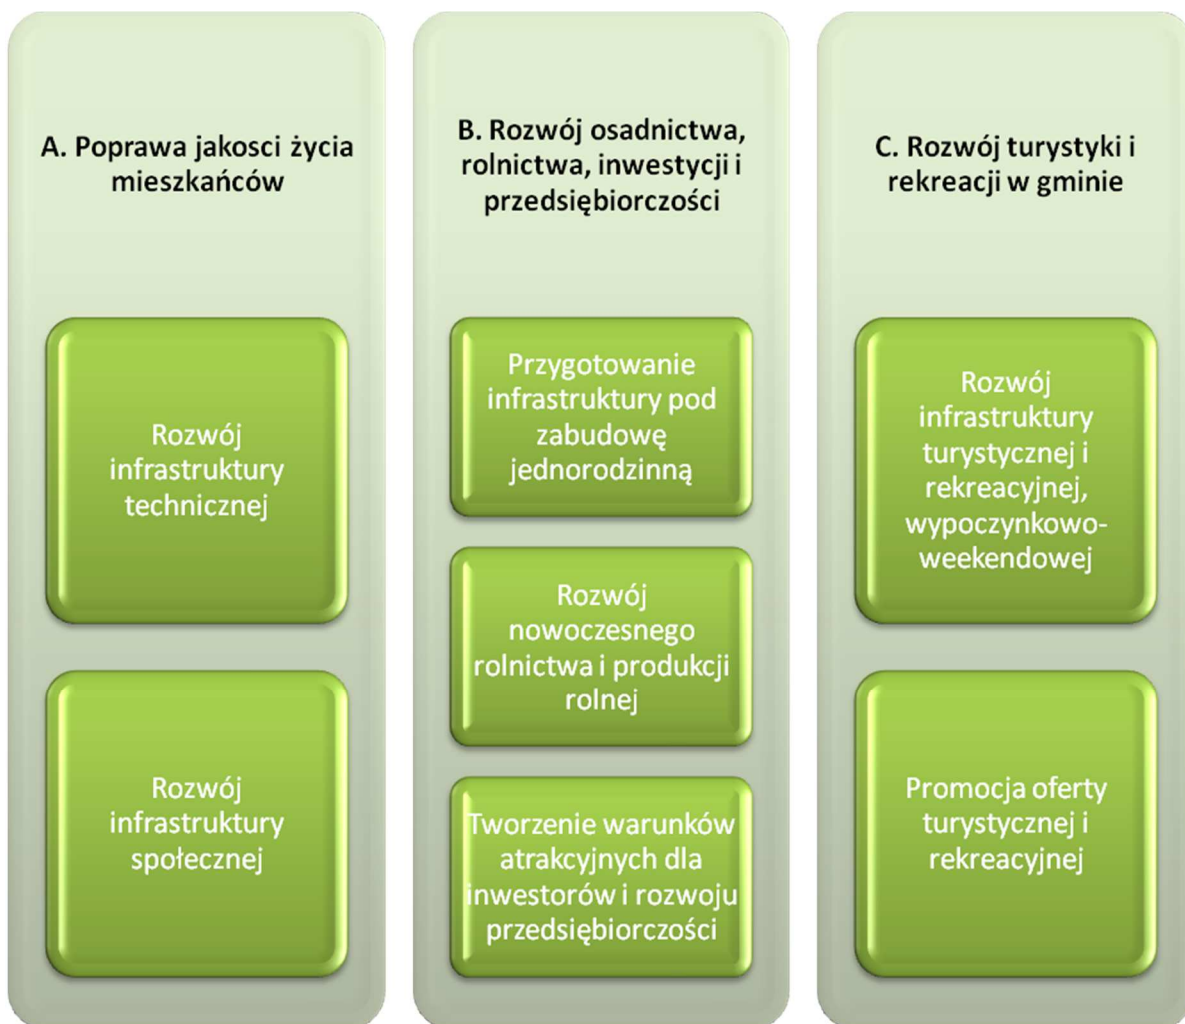 A. Poprawa jakosci życia
mieszkańców
Rozwój
infrastruktury
technicznej
Rozwój
infrastruktury
społecznej
B. Rozwój osadnictwa,
rolnictwa, inwestycji i
przedsiębiorczości
Przygotowanie
infrastruktury pod
zabudowę
jednorodzinną
Rozwój
nowoczesnego
rolnictwa i produkcji
rolnej
Tworzenie warunków
atrakcyjnych dla
inwestorów i rozwoju
przedsiębiorczości
C. Rozwój turystyki i
rekreacji w gminie
Rozwój
infrastruktury
turystycznej i
rekreacyjnej,
wypoczynkowo-
weekendowej
Promocja oferty
turystycznej i
rekreacyjnej